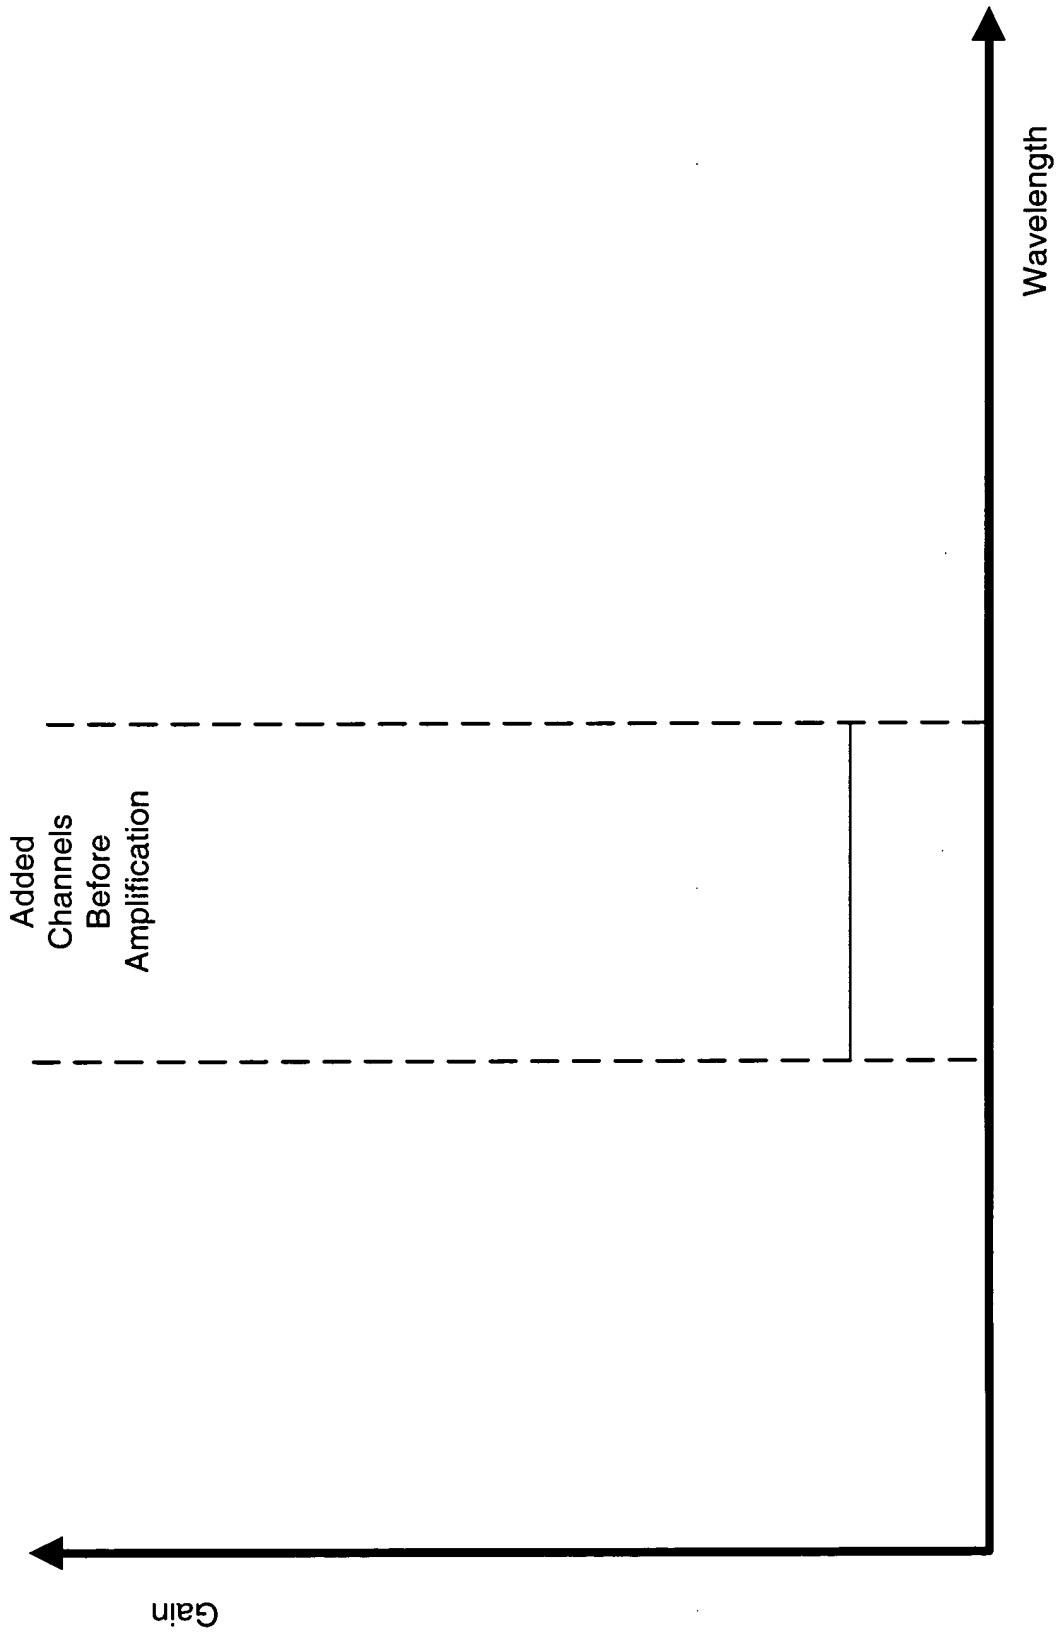 Added
Channels
Before
Amplification
Gain
Wavelength